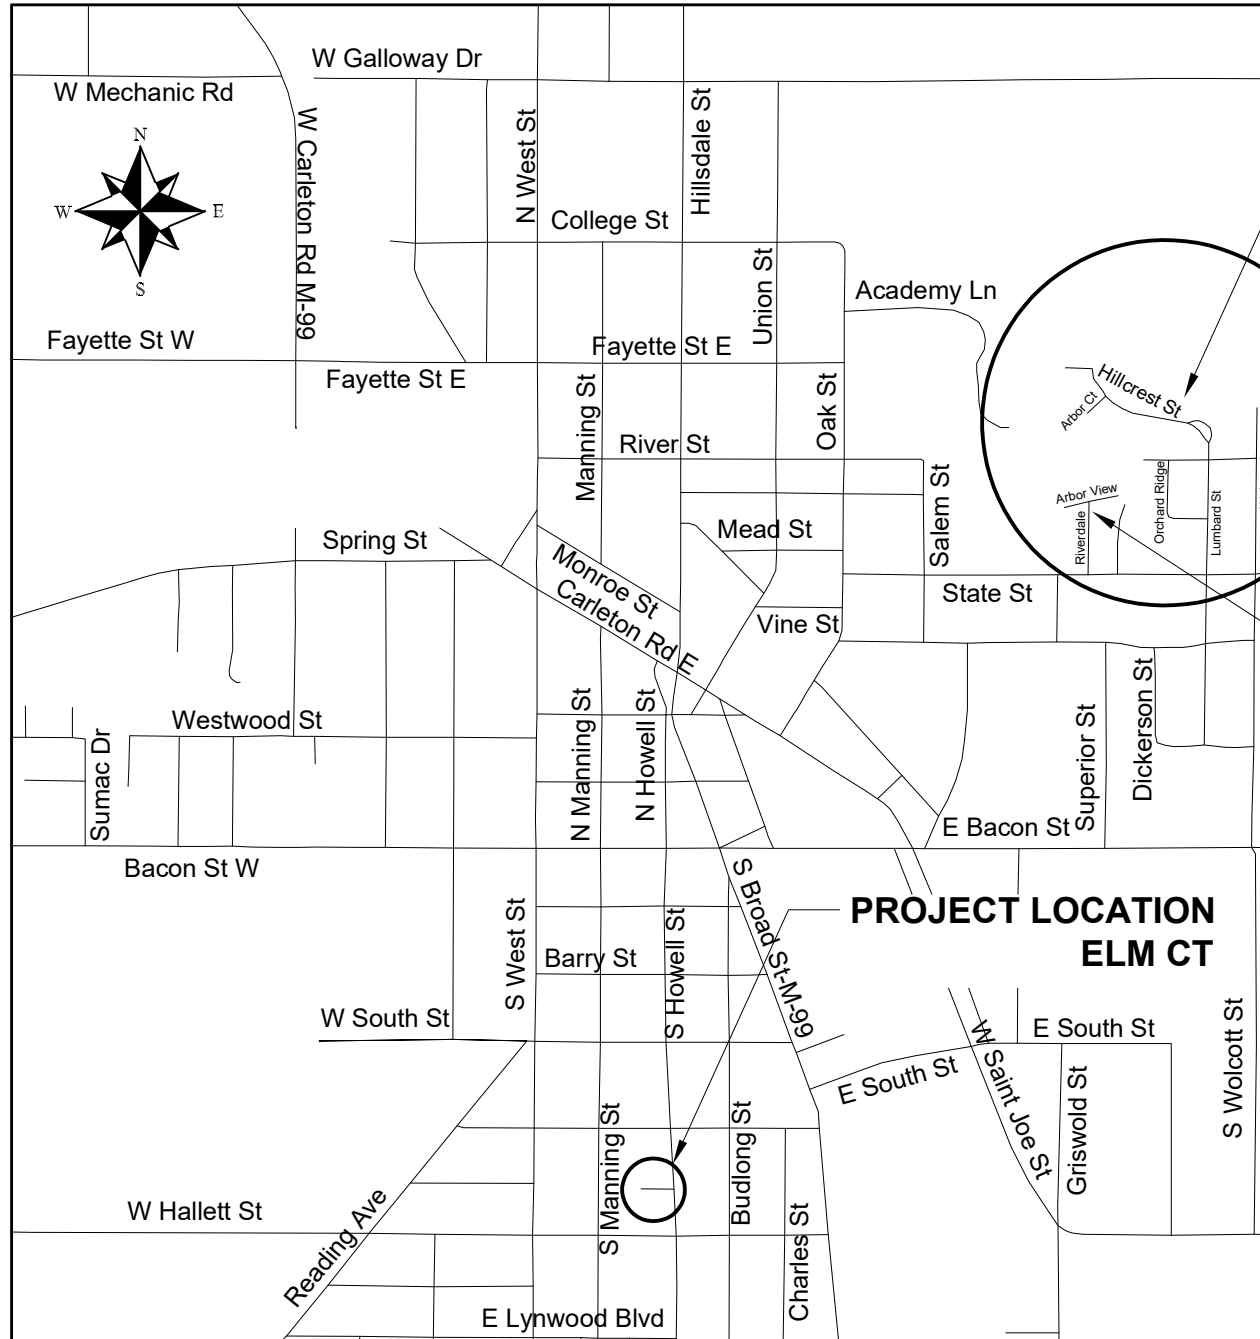 W Galloway Dr
W Mechanic Rd
N
W
E
S
W Carleton Rd M-99
N West St
Hillsdale St
College St
Union St
Academy Ln
Fayette St W
Fayette St E
Fayette St E
Manning St
Oak St
River St
Hillcrest St
Arbor Ct
Arbor View
Riverdale
Orchard Ridge
Lumbard St
Salem St
Mead St
Spring St
Monroe St
Carleton Rd E
State St
Vine St
Westwood St
Sumac Dr
N Manning St
N Howell St
Superior St
Dickerson St
E Bacon St
Bacon St W
S Broad St-M-99
PROJECT LOCATION
ELM CT
S West St
Barry St
S Howell St
W South St
E South St
E South St
W Saint Joe St
Griswold St
S Wolcott St
S Manning St
Budlong St
Charles St
W Hallett St
Reading Ave
E Lynwood Blvd